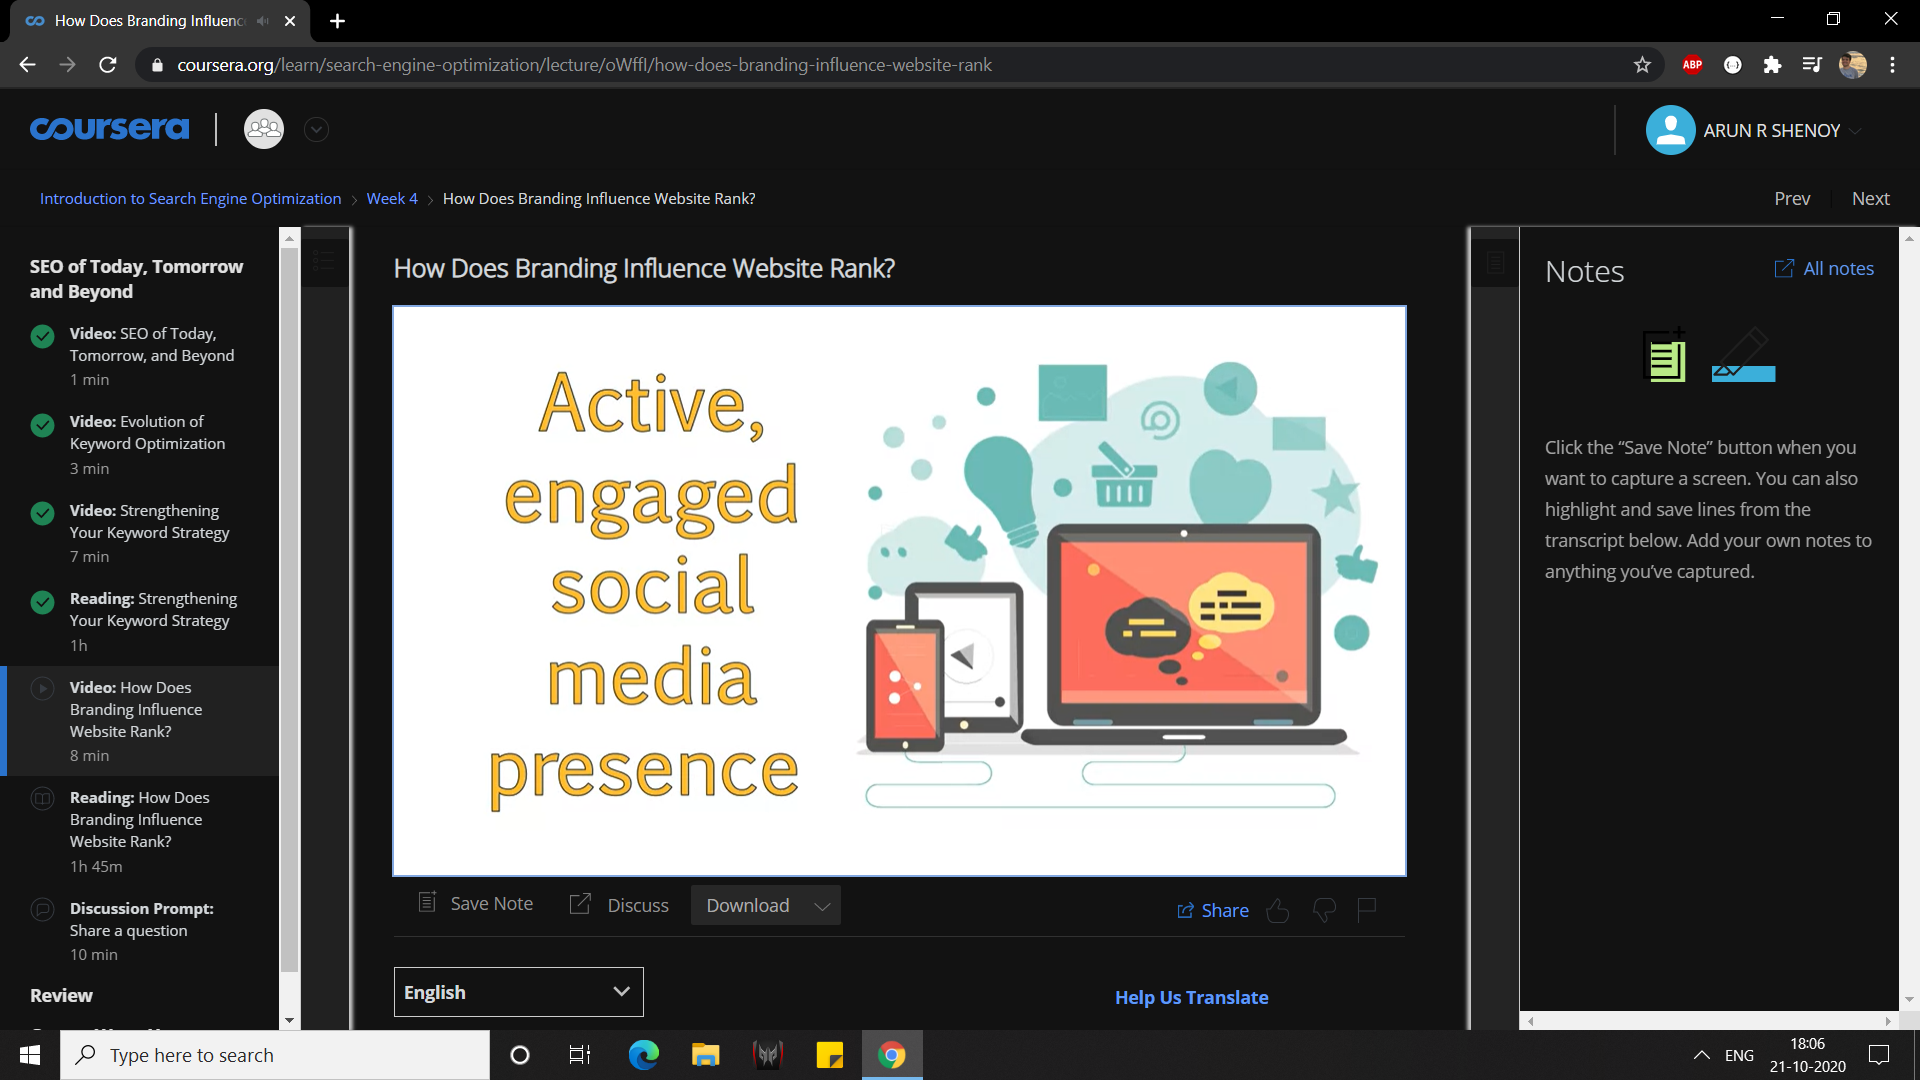 How Does Branding Influenc
coursera.org/learn/search-engine-optimization/lecture/oWffI/how-does-branding-influence-website-rank
ABP
coursera
ARUN R SHENOY
Introduction to Search Engine Optimization > Week 4 > How Does Branding Influence Website Rank?
Prev
Next
SEO of Today, Tomorrow
and Beyond
Video: SEO of Today,
Tomorrow, and Beyond
1 min
Video: Evolution of
Keyword Optimization
3 min
Video: Strengthening
Your Keyword Strategy
7 min
Reading: Strengthening
Your Keyword Strategy
1h
Video: How Does
Branding Influence
Website Rank?
8 min
Reading: How Does
Branding Influence
Website Rank?
1h 45m
Discussion Prompt:
Share a question
10 min
Review
How Does Branding Influence Website Rank?
Active,
engaged
social
media
presence
Save Note
Discuss
Download
Share
English
Help Us Translate
Notes
All notes
Click the “Save Note” button when you
want to capture a screen. You can also
highlight and save lines from the
transcript below. Add your own notes to
anything you’ve captured.
Type here to search
ENG
18:06
21-10-2020